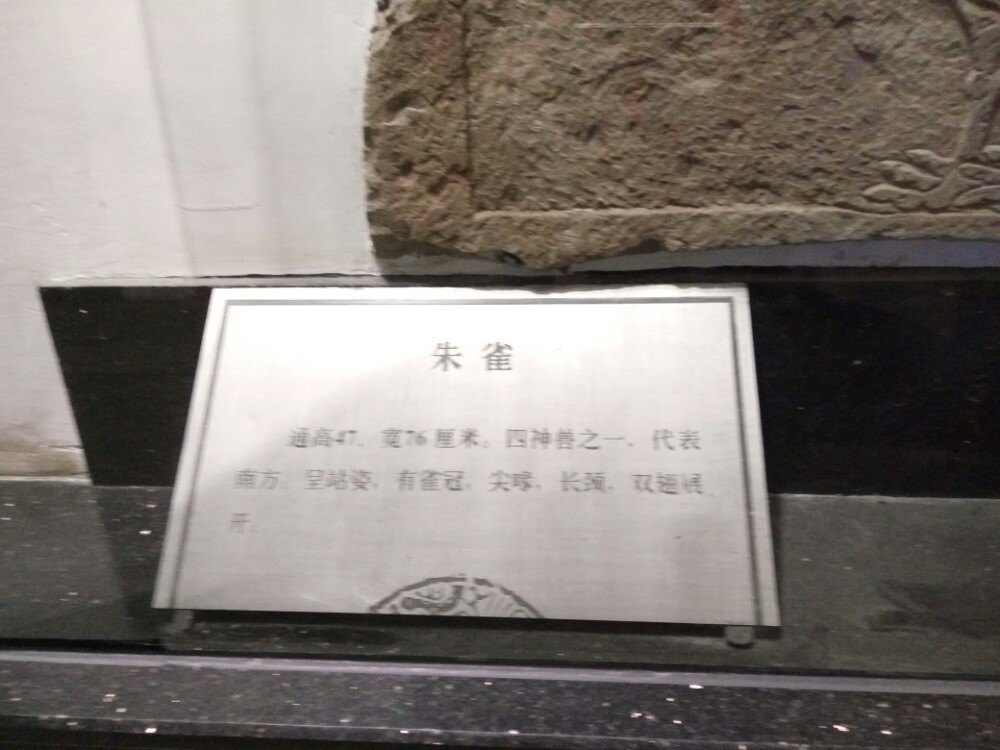 朱雀
通高47、宽76厘米。四神兽之一，代表
南方。呈站姿，有雀冠，尖喙，长颈，双翅展
开。